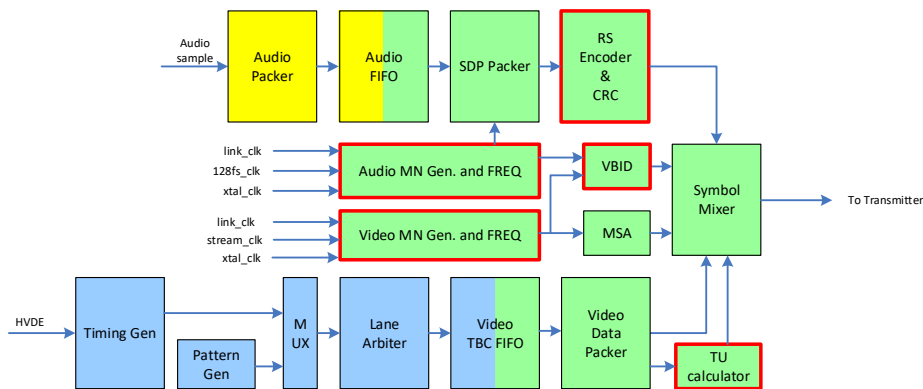 Audio
sample
Audio
Packer
Audio
FIFO
SDP Packer
RS
Encoder
&
CRC
link_clk
128fs_clk
xtal_clk
Audio MN Gen. and FREQ
VBID
Symbol
Mixer
To Transmitter
link_clk
stream_clk
xtal_clk
Video MN Gen. and FREQ
MSA
HVDE
Timing Gen
Pattern
Gen
M
UX
Lane
Arbiter
Video
TBC FIFO
Video
Data
Packer
TU
calculator